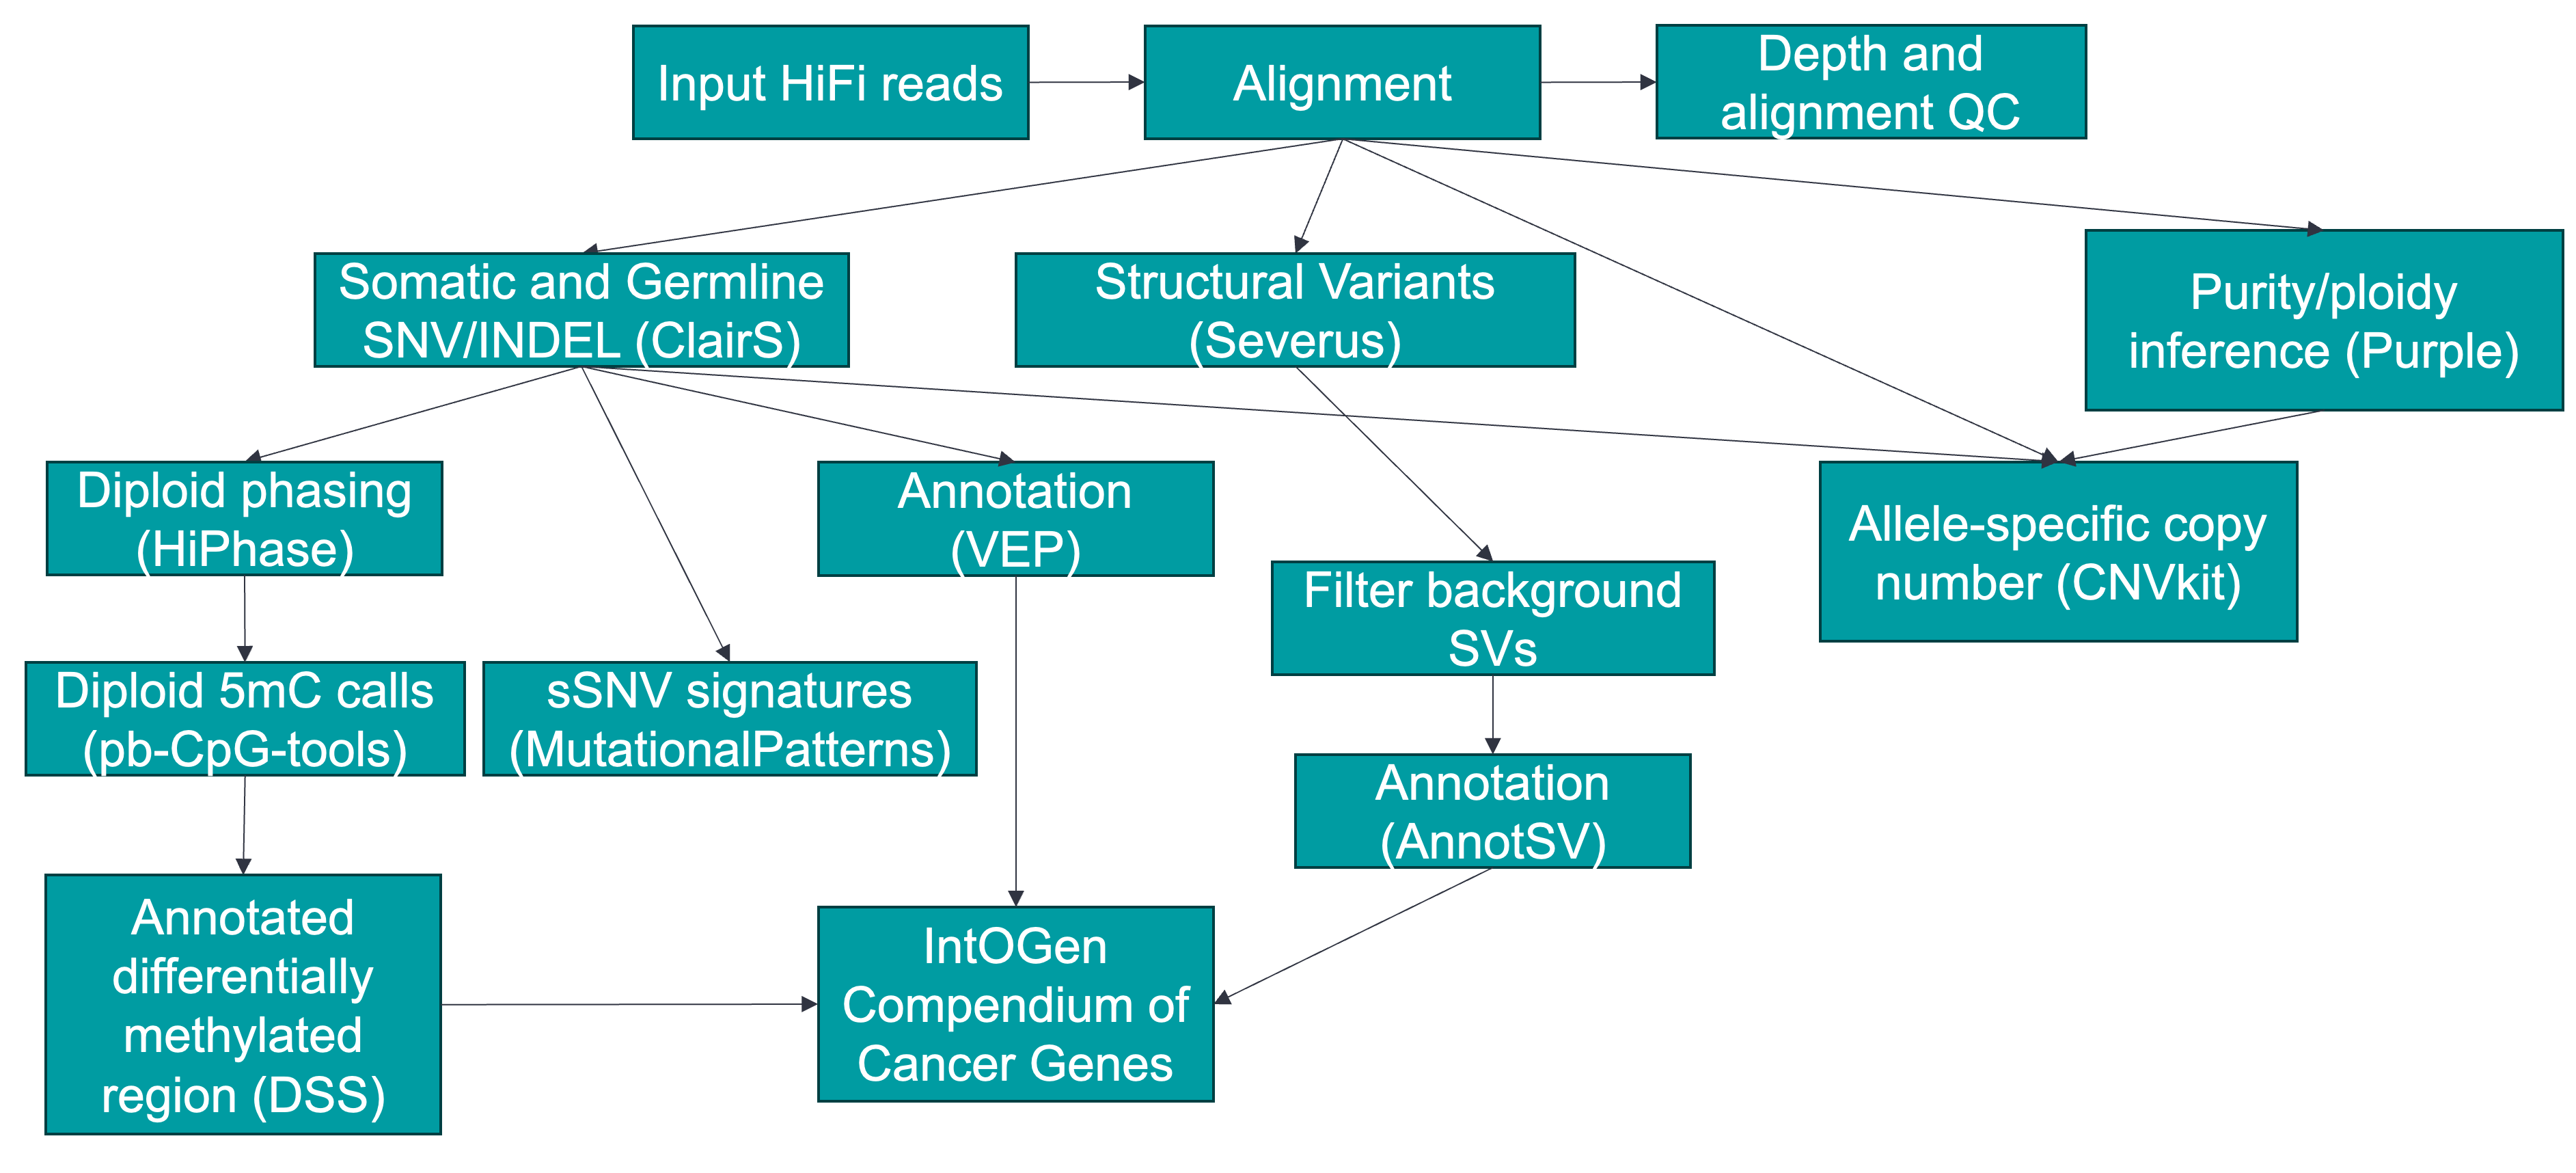 Input HiFi reads
Alignment
Depth and
alignment QC
Somatic and Germline
SNV/INDEL (ClairS)
Structural Variants
(Severus)
Purity/ploidy
inference (Purple)
Diploid phasing
(HiPhase)
Annotation
(VEP)
Allele-specific copy
number (CNVkit)
Filter background
SVs
Diploid 5mC calls
(pb-CpG-tools)
sSNV signatures
(MutationalPatterns)
Annotation
(AnnotSV)
Annotated
differentially
methylated
region (DSS)
IntOGen
Compendium of
Cancer Genes